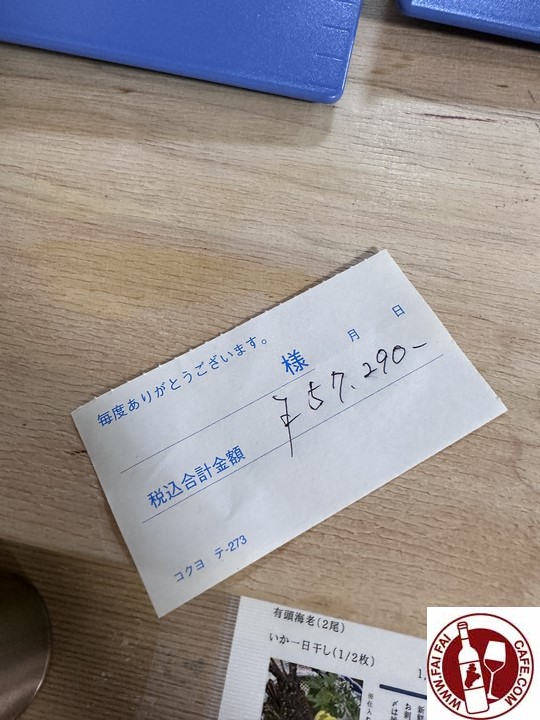 毎度ありがとうございます。
月 日
様
税込合計金額 ¥57.290-
コクヨ テ-273
有頭海老(2尾)
いか一日干し(1/2枚)
WWW.FAI FAI CAFE.COM